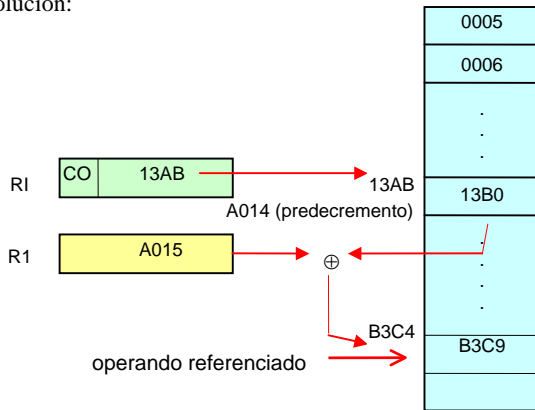 olución:
0005
0006
.
.
.
RI CO 13AB 13AB 13B0
A014 (predecremento)
R1 A015 ⊕
.
.
.
.
B3C4 B3C9
operando referenciado